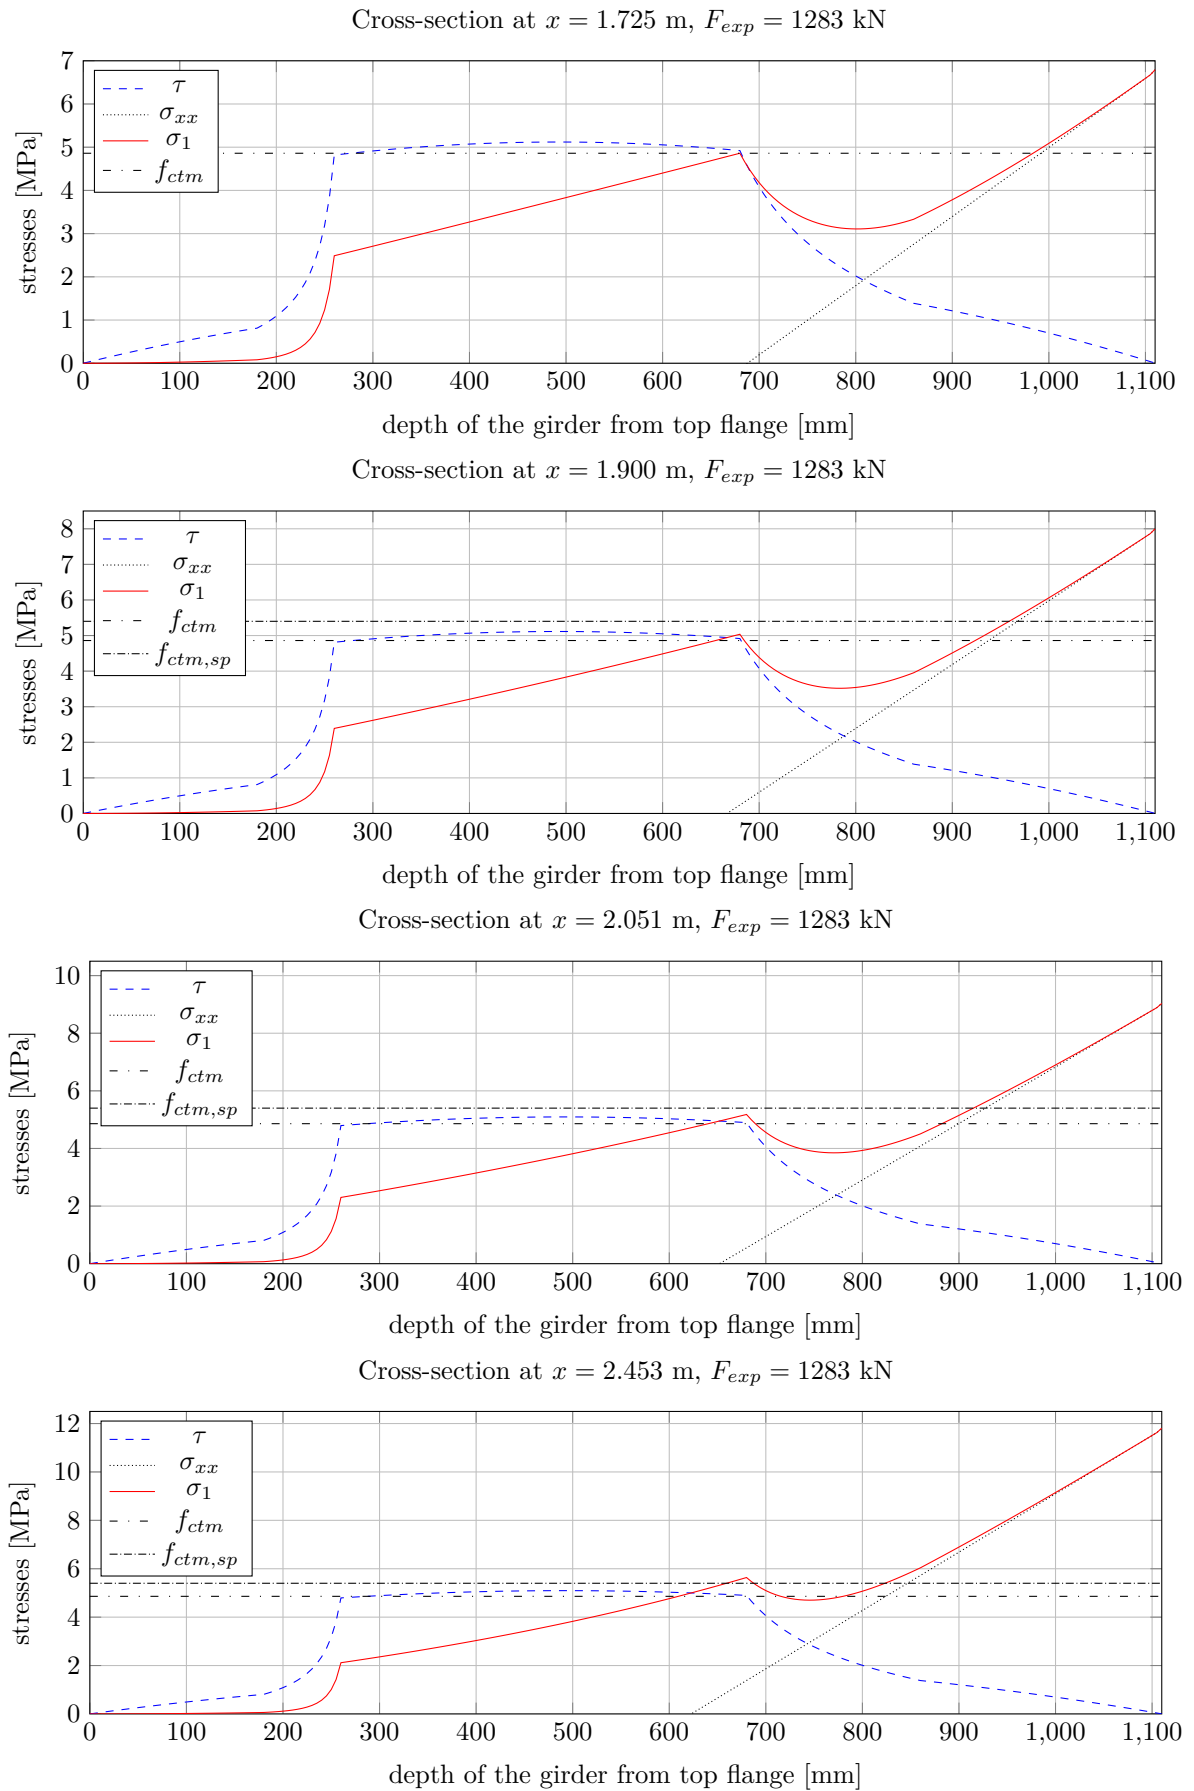 Cross-section at x = 1.725 m, F_exp = 1283 kN
7
6
5
4
3
2
1
0
stresses [MPa]
τ
σ_xx
σ_1
f_ctm
0 100 200 300 400 500 600 700 800 900 1,000 1,100
depth of the girder from top flange [mm]
Cross-section at x = 1.900 m, F_exp = 1283 kN
8
7
6
5
4
3
2
1
0
stresses [MPa]
τ
σ_xx
σ_1
f_ctm
f_ctm,sp
0 100 200 300 400 500 600 700 800 900 1,000 1,100
depth of the girder from top flange [mm]
Cross-section at x = 2.051 m, F_exp = 1283 kN
10
8
6
4
2
0
stresses [MPa]
τ
σ_xx
σ_1
f_ctm
f_ctm,sp
0 100 200 300 400 500 600 700 800 900 1,000 1,100
depth of the girder from top flange [mm]
Cross-section at x = 2.453 m, F_exp = 1283 kN
12
10
8
6
4
2
0
stresses [MPa]
τ
σ_xx
σ_1
f_ctm
f_ctm,sp
0 100 200 300 400 500 600 700 800 900 1,000 1,100
depth of the girder from top flange [mm]